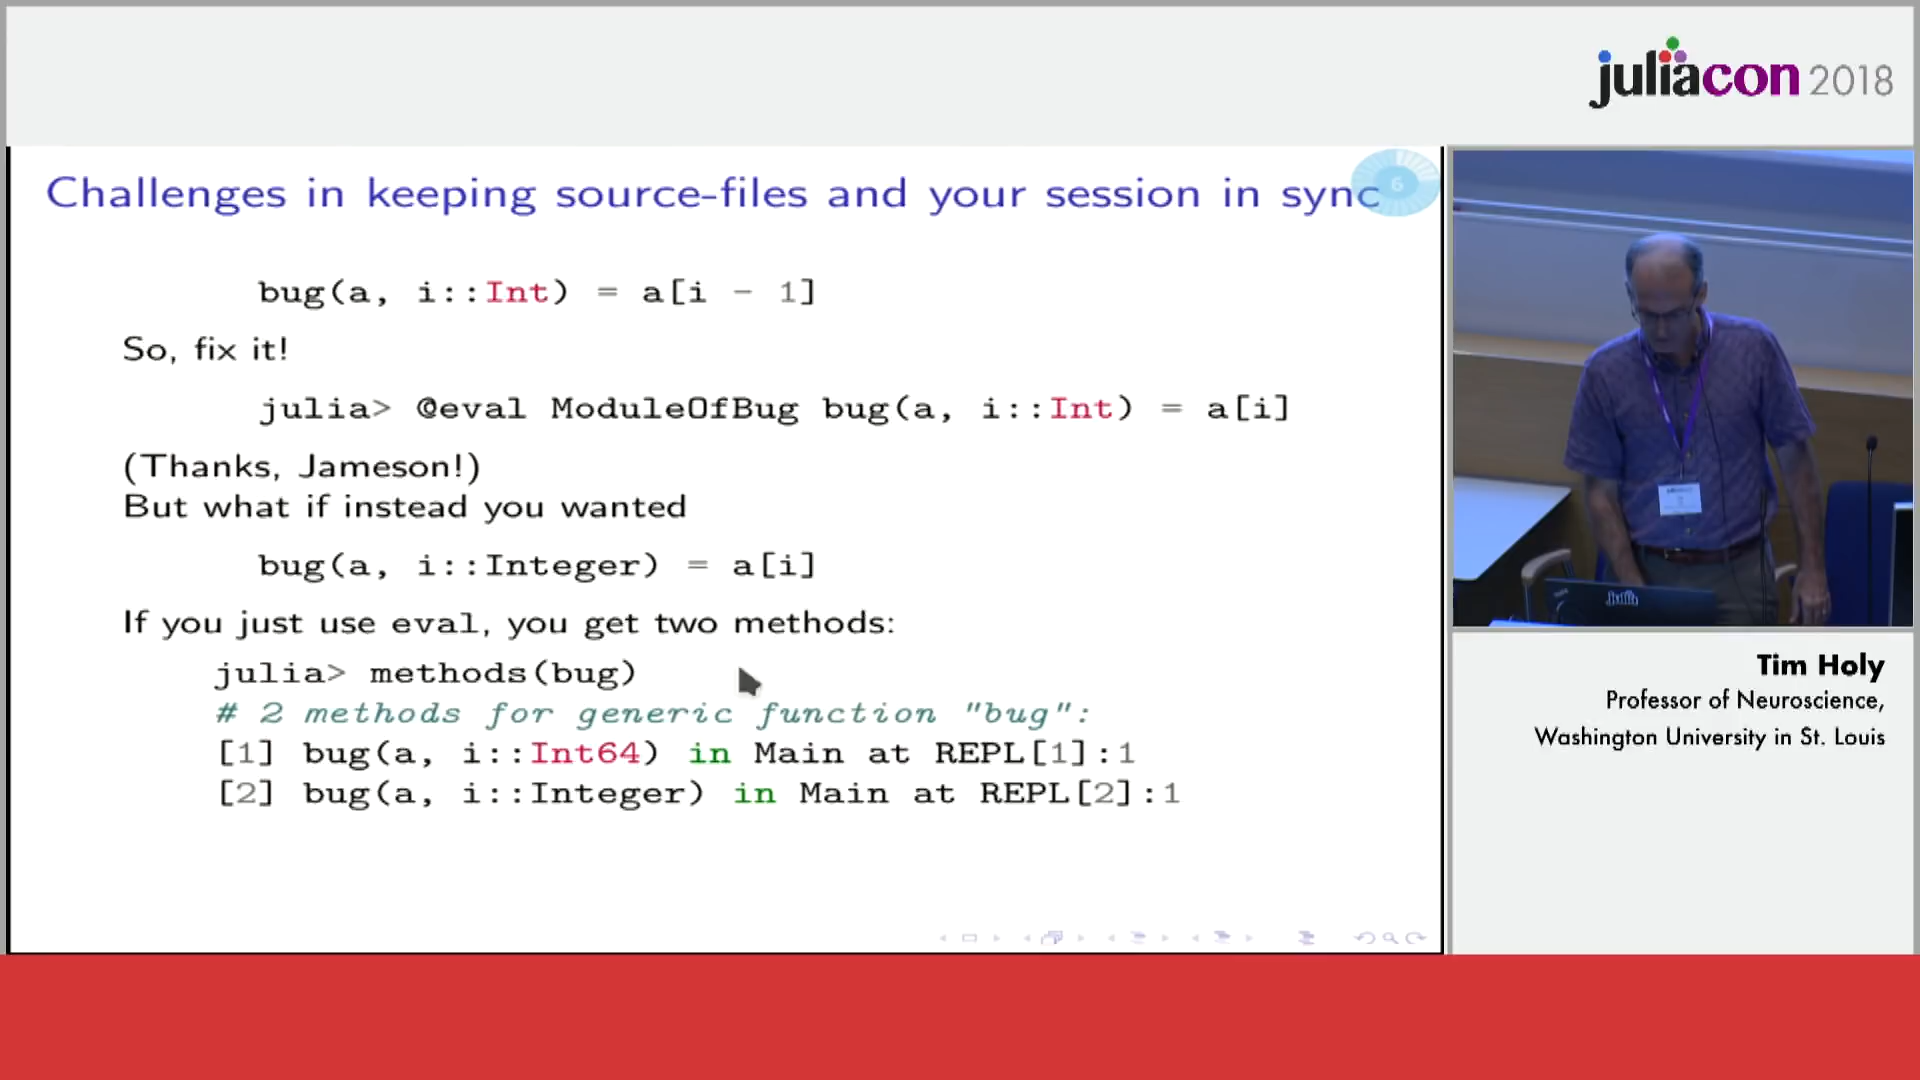 juliacon 2018
Challenges in keeping source-files and your session in sync
6
bug(a, i::Int) = a[i - 1]
So, fix it!
julia> @eval ModuleOfBug bug(a, i::Int) = a[i]
(Thanks, Jameson!)
But what if instead you wanted
bug(a, i::Integer) = a[i]
If you just use eval, you get two methods:
julia> methods(bug)
# 2 methods for generic function "bug":
[1] bug(a, i::Int64) in Main at REPL[1]:1
[2] bug(a, i::Integer) in Main at REPL[2]:1
julia
Tim Holy
Professor of Neuroscience,
Washington University in St. Louis